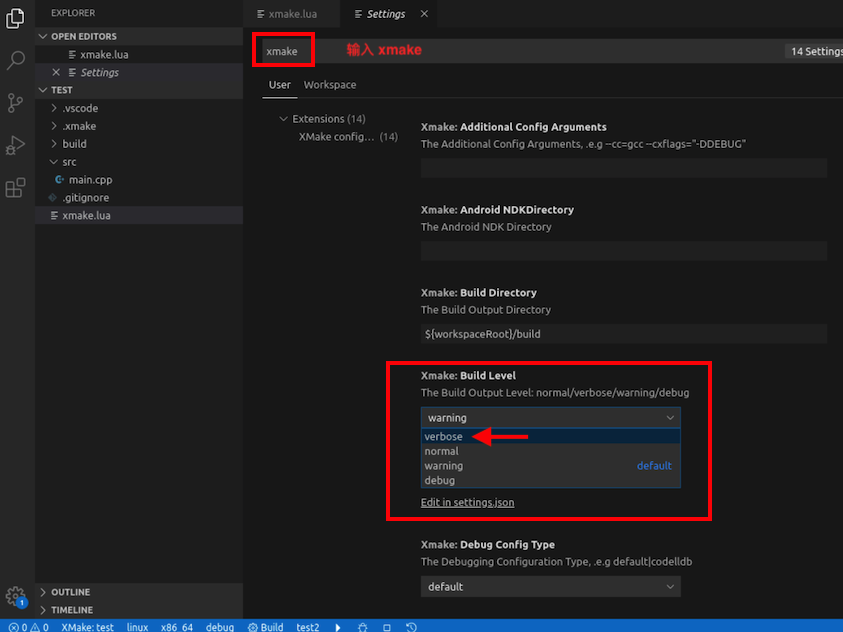 EXPLORER
OPEN EDITORS
xmake.lua
Settings
TEST
.vscode
.xmake
build
src
main.cpp
.gitignore
xmake.lua
OUTLINE
TIMELINE
xmake.lua
Settings
xmake
输入 xmake
14 Settings
User
Workspace
Extensions (14)
XMake config... (14)
Xmake: Additional Config Arguments
The Additional Config Arguments, .e.g --cc=gcc --cxflags="-DDEBUG"
Xmake: Android NDKDirectory
The Android NDK Directory
Xmake: Build Directory
The Build Output Directory
${workspaceRoot}/build
Xmake: Build Level
The Build Output Level: normal/verbose/warning/debug
warning
verbose
normal
warning default
debug
Edit in settings.json
Xmake: Debug Config Type
The Debugging Configuration Type, .e.g default|codelldb
default
1
0 0 XMake: test linux x86_64 debug Build test2